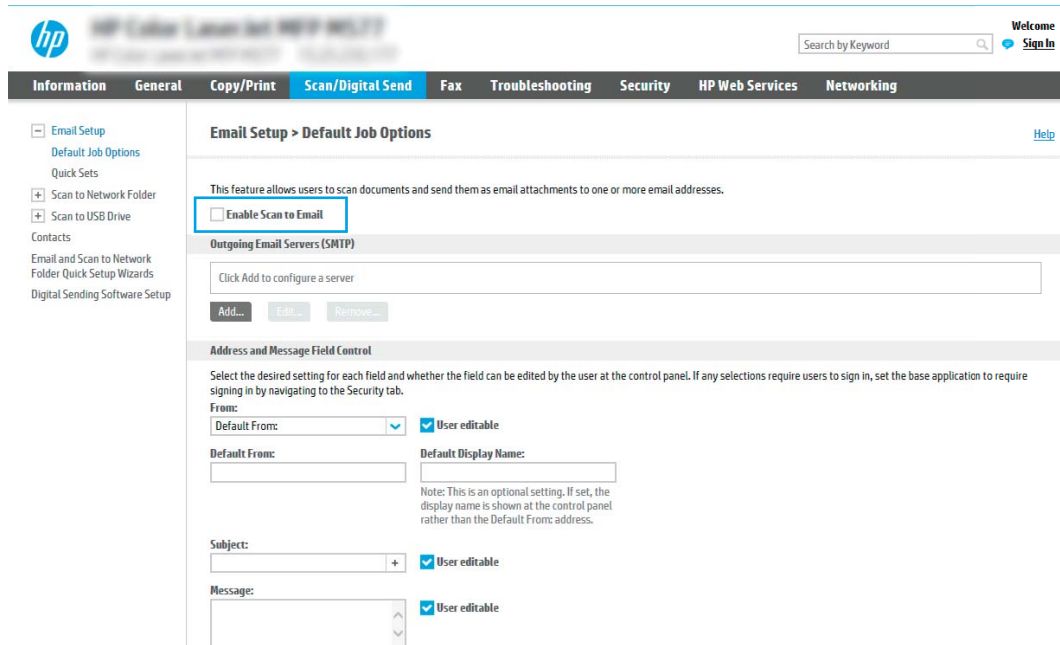 hp
Welcome
Search by Keyword
Sign In
Information General Copy/Print Scan/Digital Send Fax Troubleshooting Security HP Web Services Networking
Email Setup
Default Job Options
Quick Sets
Scan to Network Folder
Scan to USB Drive
Contacts
Email and Scan to Network
Folder Quick Setup Wizards
Digital Sending Software Setup
Email Setup > Default Job Options
Help
This feature allows users to scan documents and send them as email attachments to one or more email addresses.
Enable Scan to Email
Outgoing Email Servers (SMTP)
Click Add to configure a server
Add... Edit... Remove...
Address and Message Field Control
Select the desired setting for each field and whether the field can be edited by the user at the control panel. If any selections require users to sign in, set the base application to require
signing in by navigating to the Security tab.
From:
Default From: User editable
Default From: Default Display Name:
Note: This is an optional setting. If set, the
display name is shown at the control panel
rather than the Default From: address.
Subject:
+ User editable
Message:
User editable